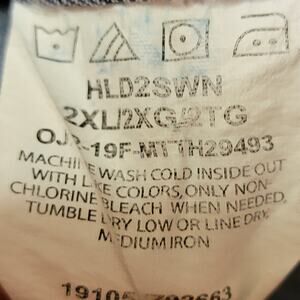 HLD2SWN
2XL/2XG/2TG
MACHINE WASH COLD INSIDE OUT
WITH LIKE COLORS, ONLY NON-
CHLORINE BLEACH WHEN NEEDED,
TUMBLE DRY LOW OR LINE DRY,
MEDIUM IRON